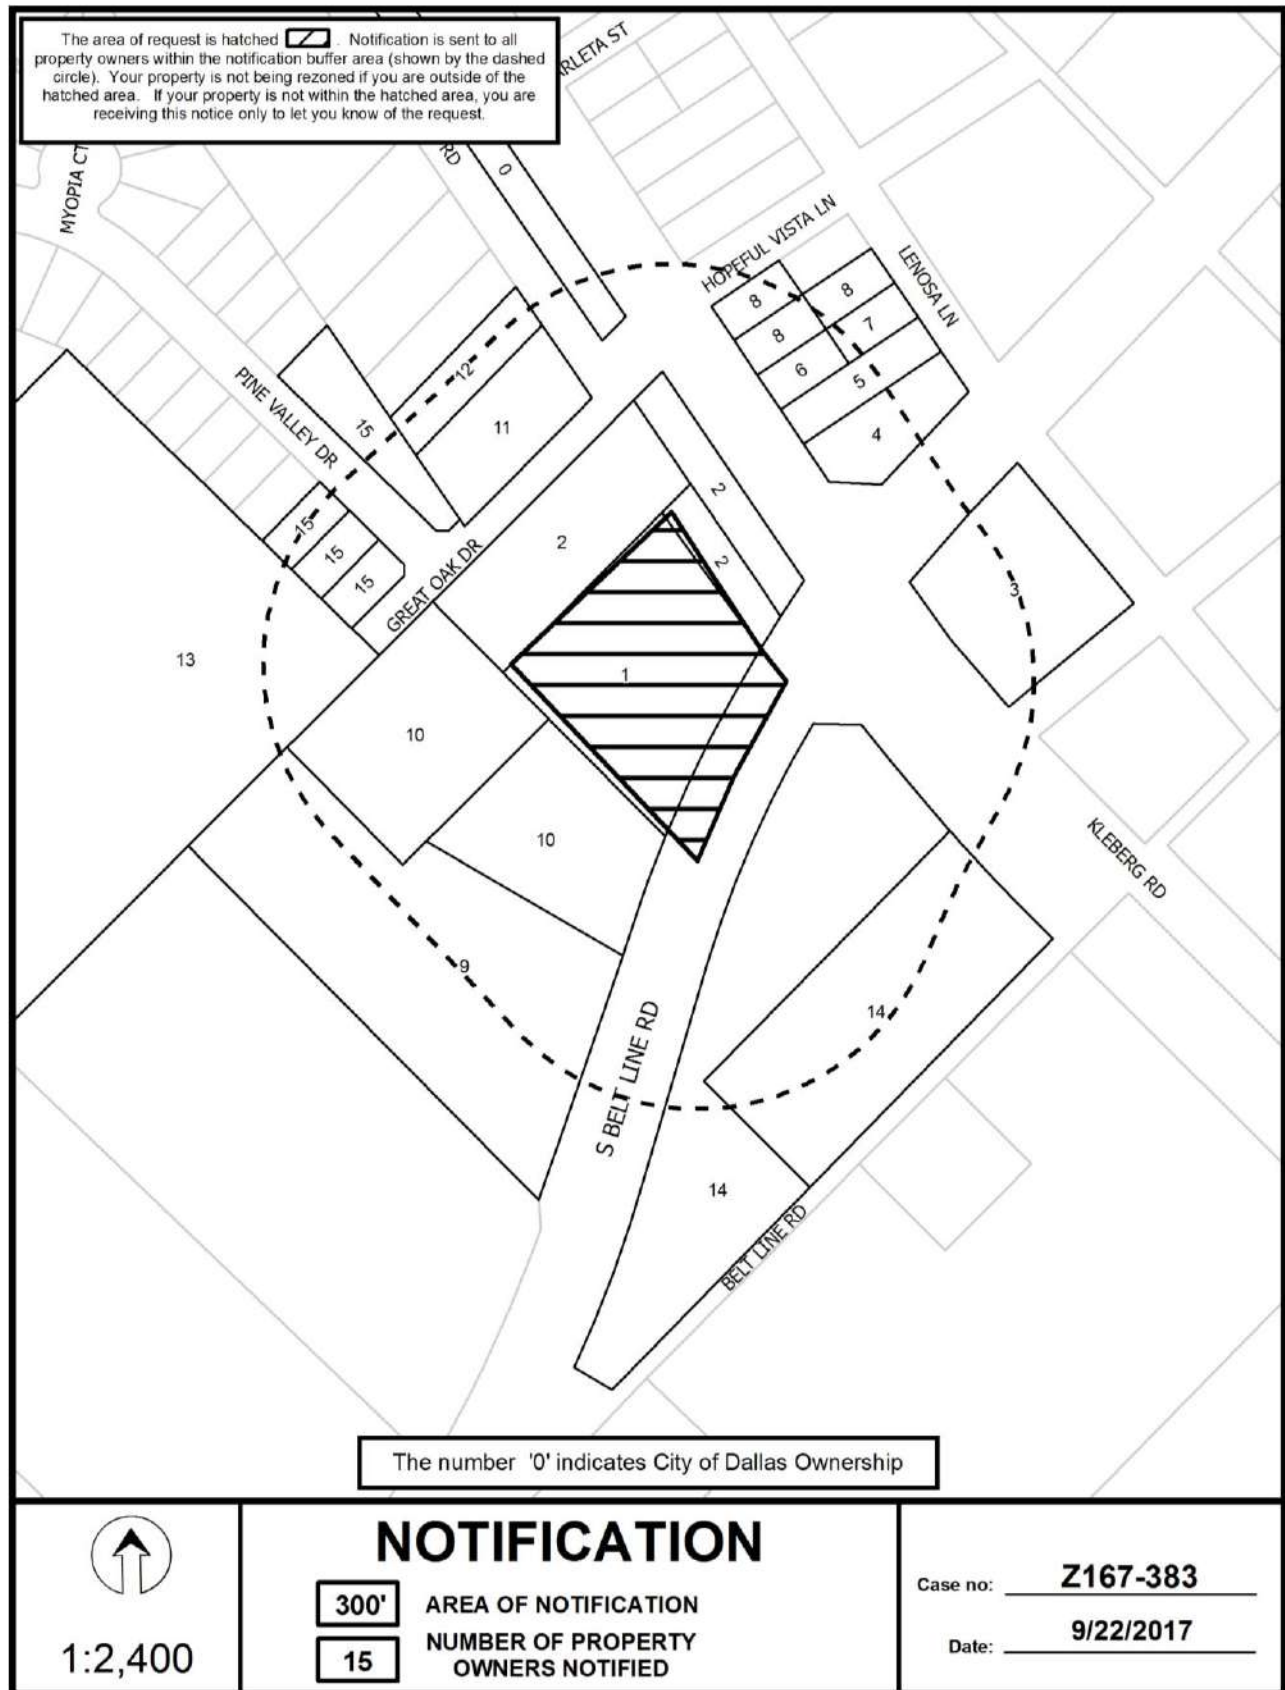 The area of request is hatched . Notification is sent to all
property owners within the notification buffer area (shown by the dashed
circle). Your property is not being rezoned if you are outside of the
hatched area. If your property is not within the hatched area, you are
receiving this notice only to let you know of the request.
RLETA ST
MYOPIA CT
RD
0
HOPEFUL VISTA LN
LENOSA LN
8
8
8
7
6
5
4
12
11
15
PINE VALLEY DR
2
2
2
15
15
15
GREAT OAK DR
3
13
1
10
10
KLEBERG RD
9
14
S BELT LINE RD
14
BELT LINE RD
The number '0' indicates City of Dallas Ownership
1:2,400
NOTIFICATION
300' AREA OF NOTIFICATION
15 NUMBER OF PROPERTY
OWNERS NOTIFIED
Case no: Z167-383
Date: 9/22/2017